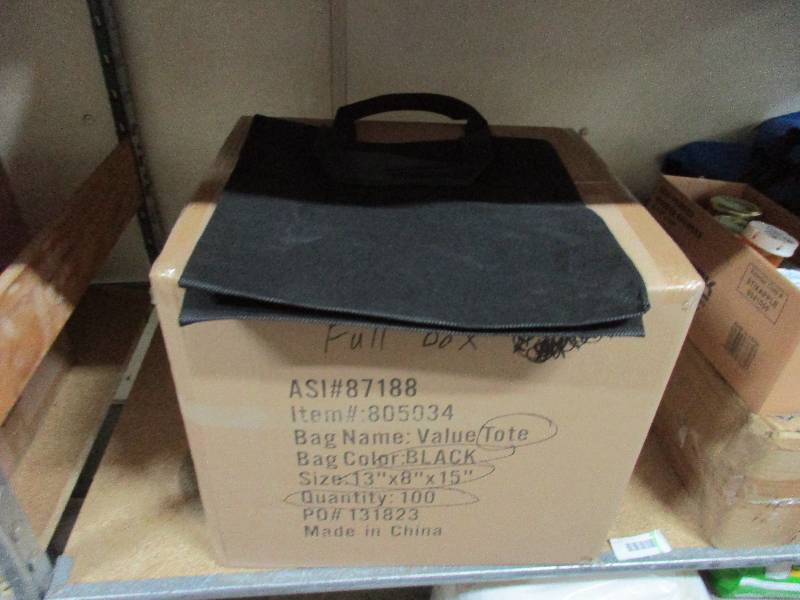 Full Box
ASI#87188
Item#:805034
Bag Name: Value Tote
Bag Color:BLACK
Size:13"x8"x15"
Quantity: 100
PO# 131823
Made in China